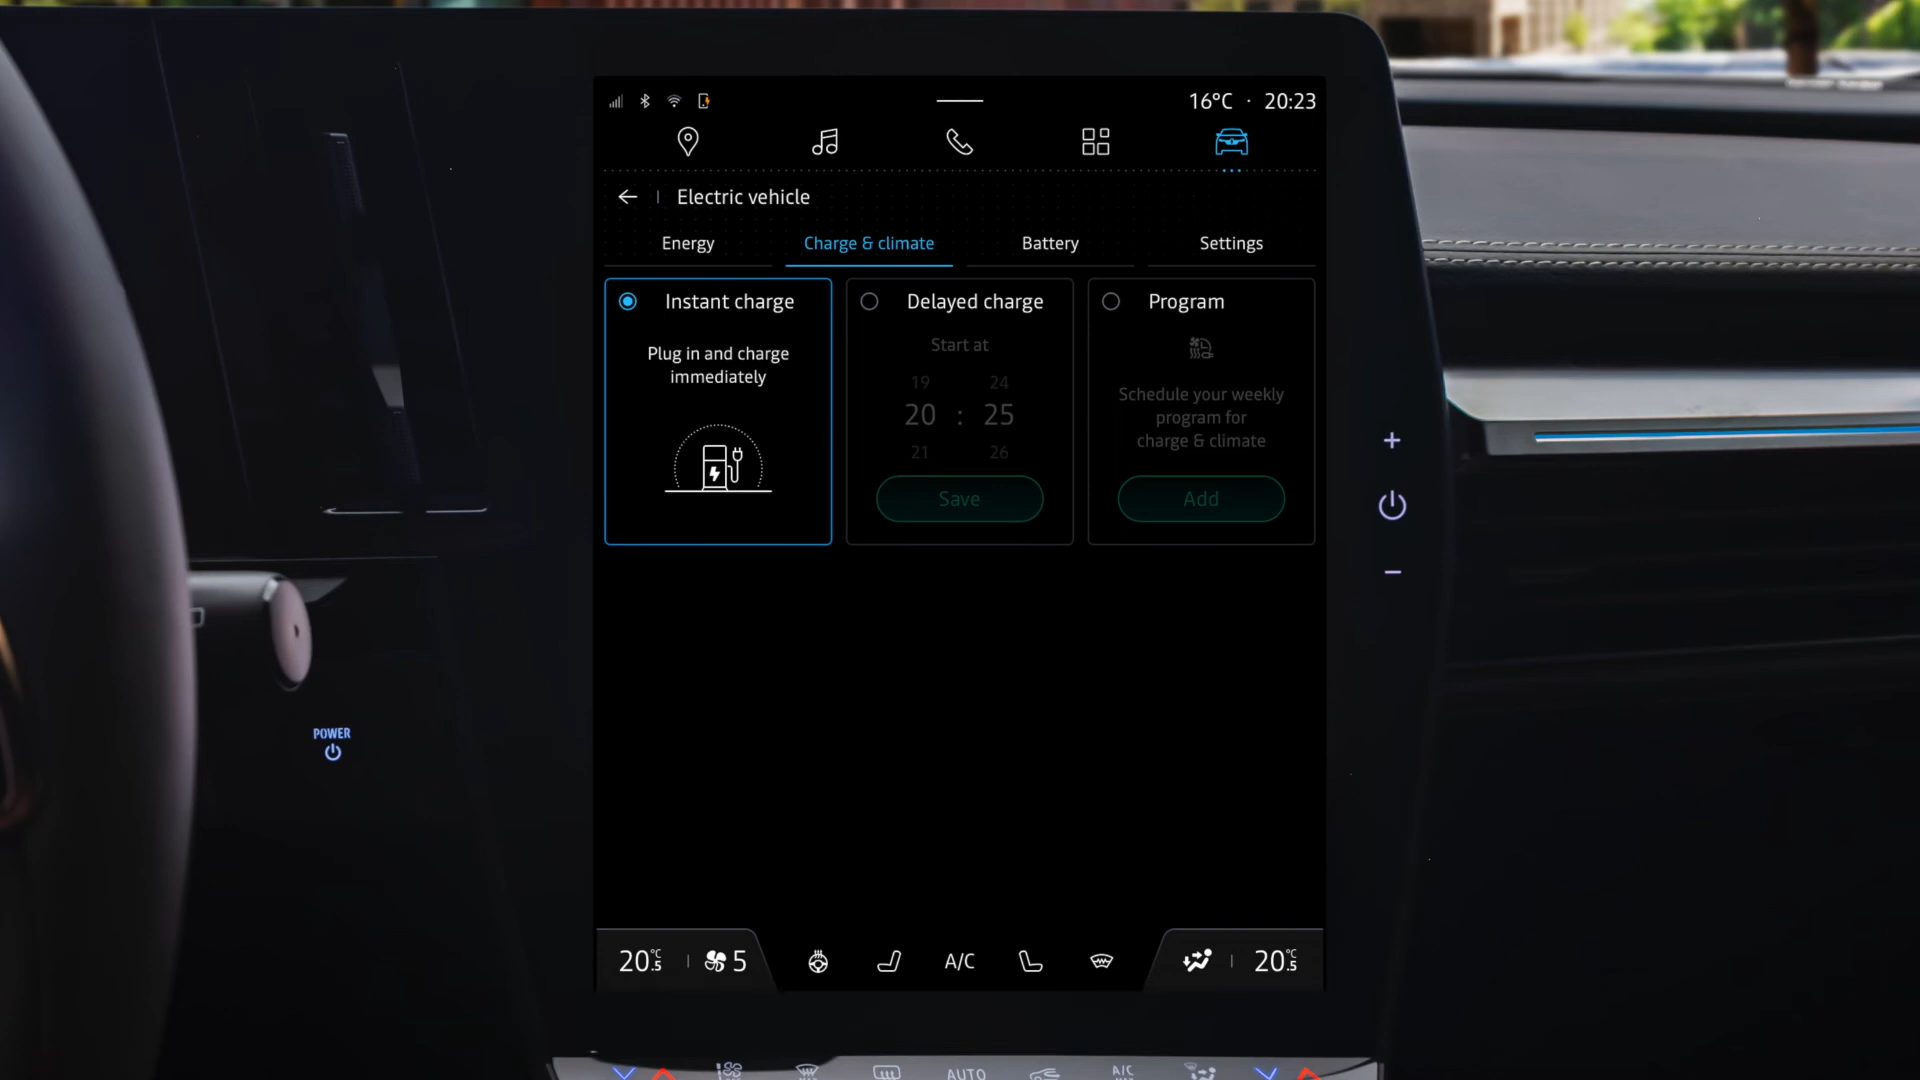 16°C · 20:23
Electric vehicle
Energy
Charge & climate
Battery
Settings
Instant charge
Plug in and charge
immediately
Delayed charge
Start at
19 24
20 : 25
21 26
Save
Program
Schedule your weekly
program for
charge & climate
Add
POWER
20.5°C
5
A/C
20.5°C
AUTO
A/C